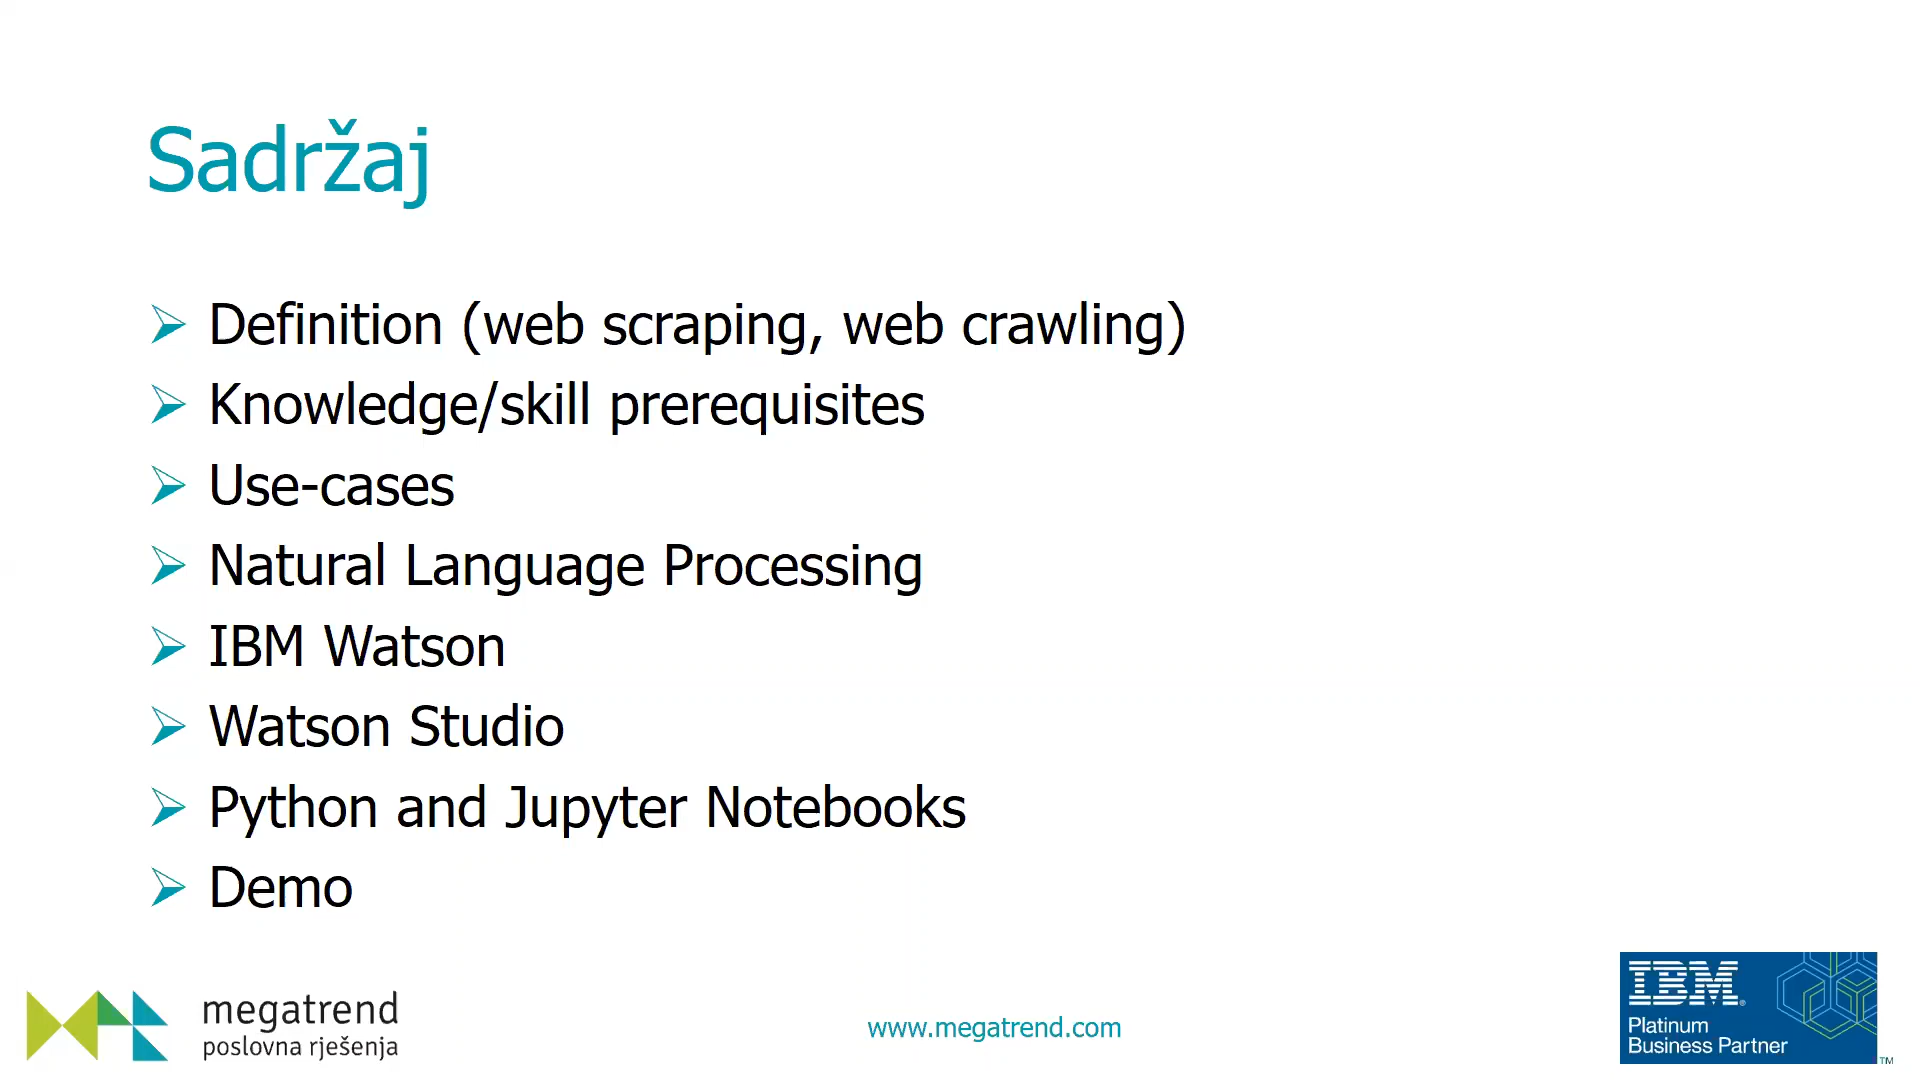 Sadržaj
Definition (web scraping, web crawling)
Knowledge/skill prerequisites
Use-cases
Natural Language Processing
IBM Watson
Watson Studio
Python and Jupyter Notebooks
Demo
megatrend
poslovna rješenja
www.megatrend.com
IBM®
Platinum
Business Partner
TM